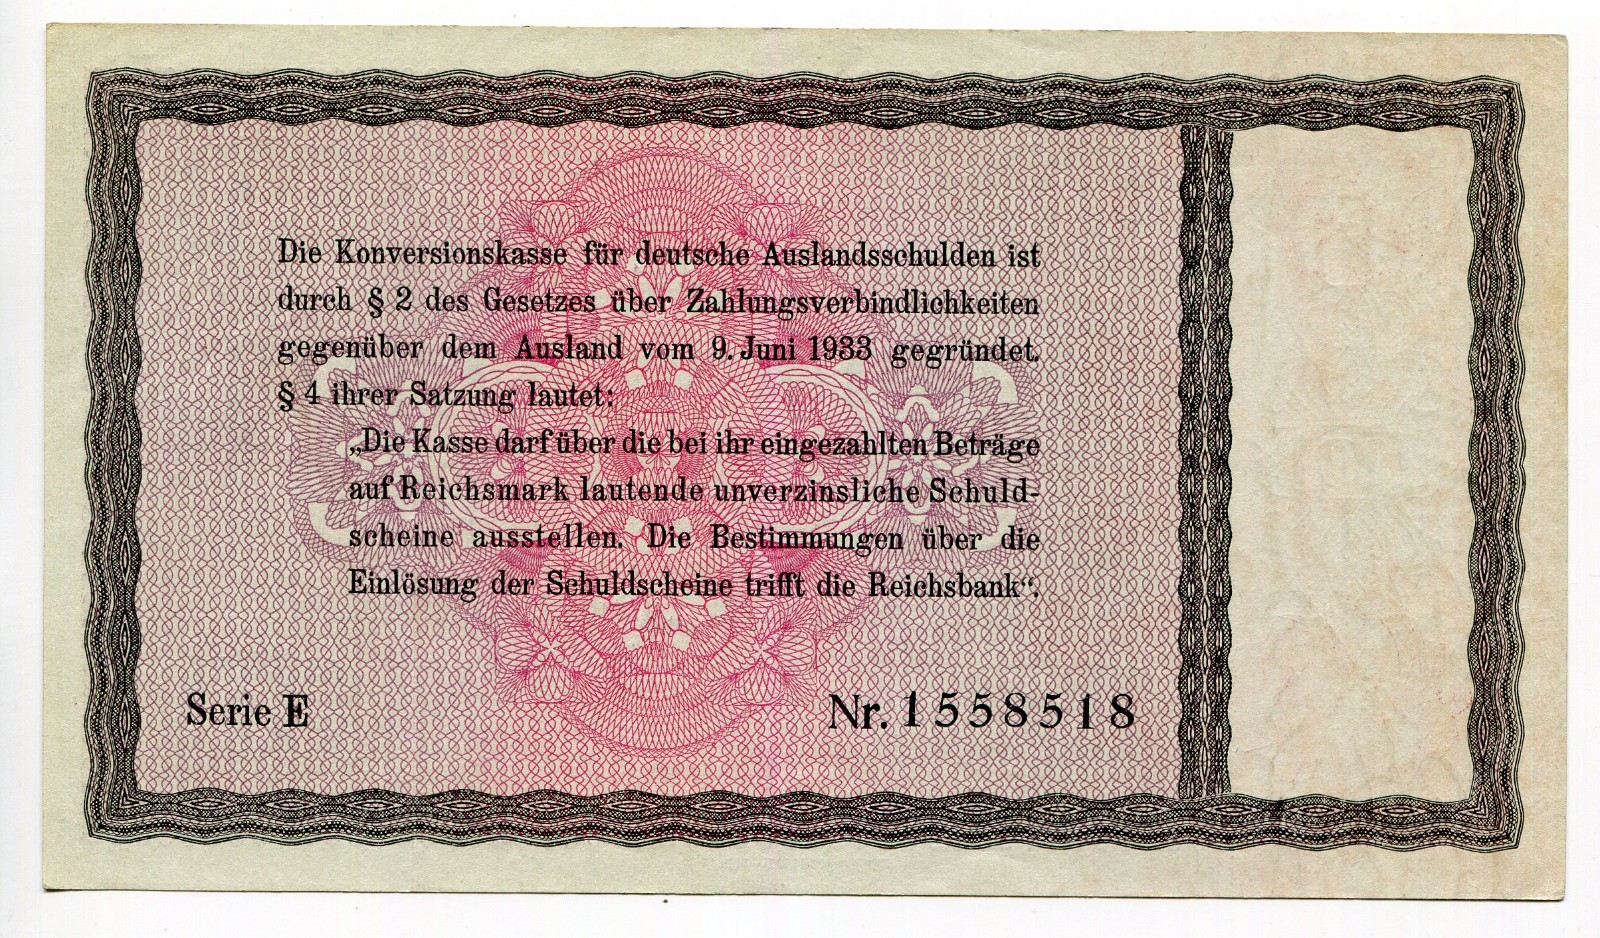 Die Konversionskasse für deutsche Auslandsschulden ist
durch § 2 des Gesetzes über Zahlungsverbindlichkeiten
gegenüber dem Ausland vom 9. Juni 1933 gegründet.
§ 4 ihrer Satzung lautet:
„Die Kasse darf über die bei ihr eingezahlten Beträge
auf Reichsmark lautende unverzinsliche Schuld-
scheine ausstellen. Die Bestimmungen über die
Einlösung der Schuldscheine trifft die Reichsbank“.
Serie E Nr. 1558518